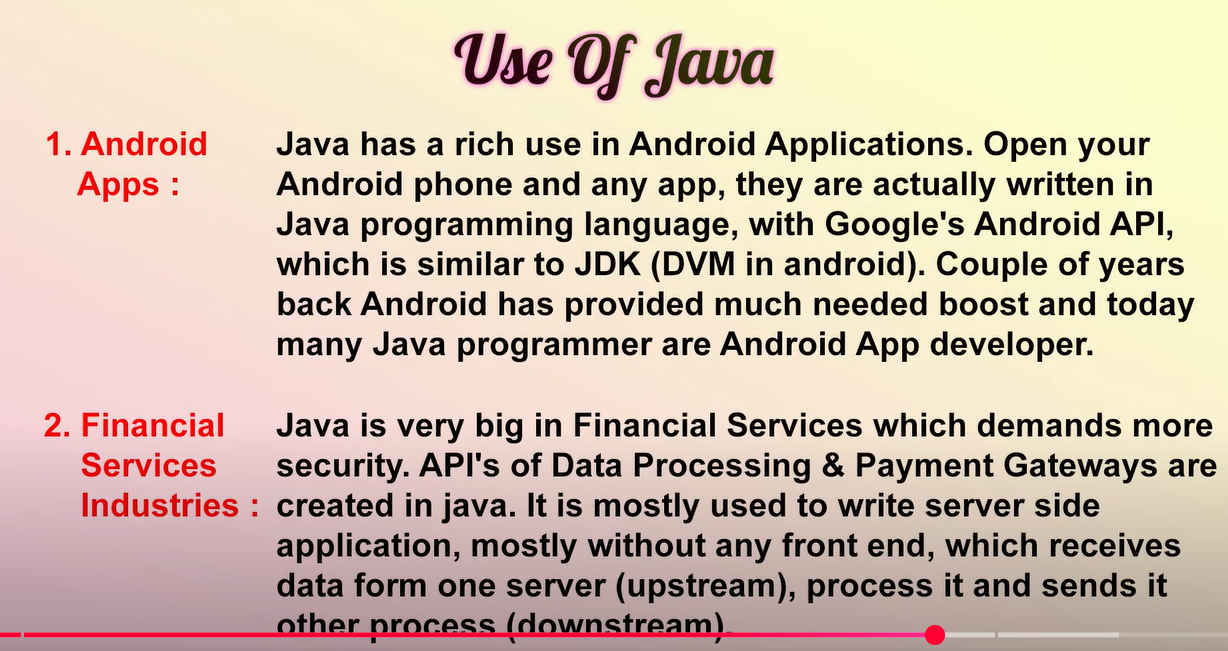 Use Of Java
1. Android Apps :
Java has a rich use in Android Applications. Open your
Android phone and any app, they are actually written in
Java programming language, with Google's Android API,
which is similar to JDK (DVM in android). Couple of years
back Android has provided much needed boost and today
many Java programmer are Android App developer.
2. Financial Services Industries :
Java is very big in Financial Services which demands more
security. API's of Data Processing & Payment Gateways are
created in java. It is mostly used to write server side
application, mostly without any front end, which receives
data form one server (upstream), process it and sends it
other process (downstream).